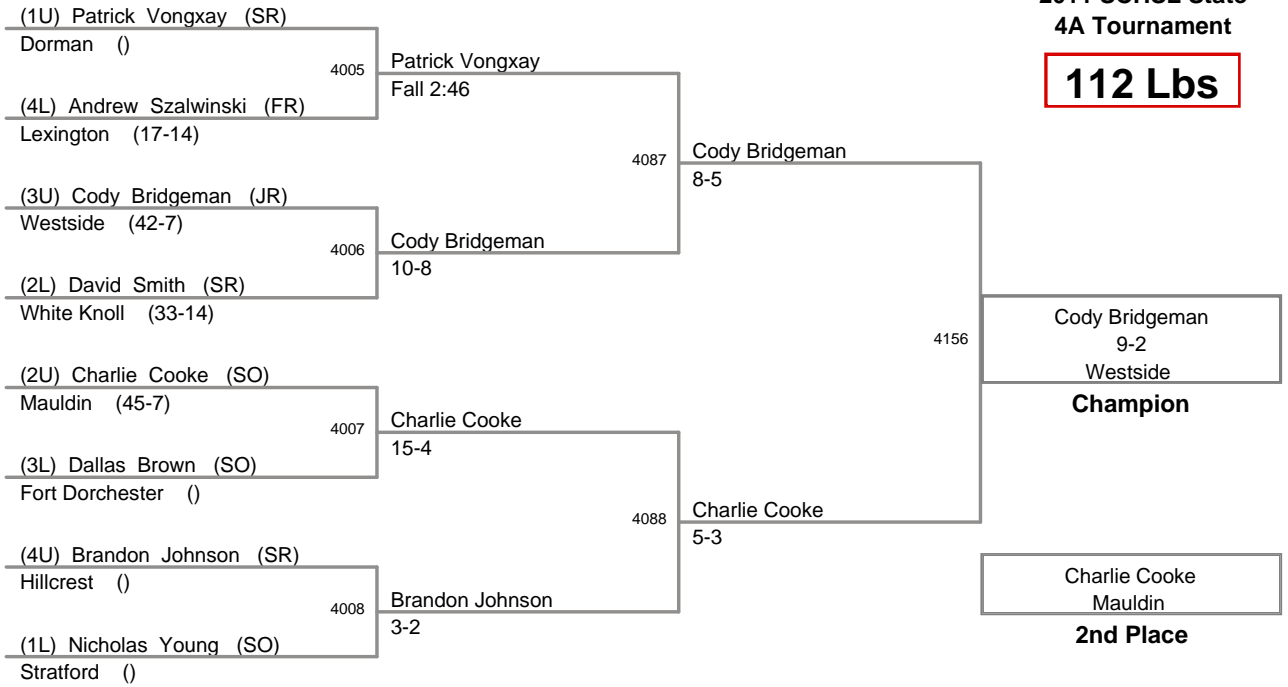 4A Tournament
112 Lbs
(1U) Patrick Vongxay (SR)
Dorman ()
4005
Patrick Vongxay
Fall 2:46
(4L) Andrew Szalwinski (FR)
Lexington (17-14)
4087
Cody Bridgeman
8-5
(3U) Cody Bridgeman (JR)
Westside (42-7)
4006
Cody Bridgeman
10-8
(2L) David Smith (SR)
White Knoll (33-14)
4156
Cody Bridgeman
9-2
Westside
Champion
(2U) Charlie Cooke (SO)
Mauldin (45-7)
4007
Charlie Cooke
15-4
(3L) Dallas Brown (SO)
Fort Dorchester ()
4088
Charlie Cooke
5-3
(4U) Brandon Johnson (SR)
Hillcrest ()
4008
Brandon Johnson
3-2
(1L) Nicholas Young (SO)
Stratford ()
Charlie Cooke
Mauldin
2nd Place